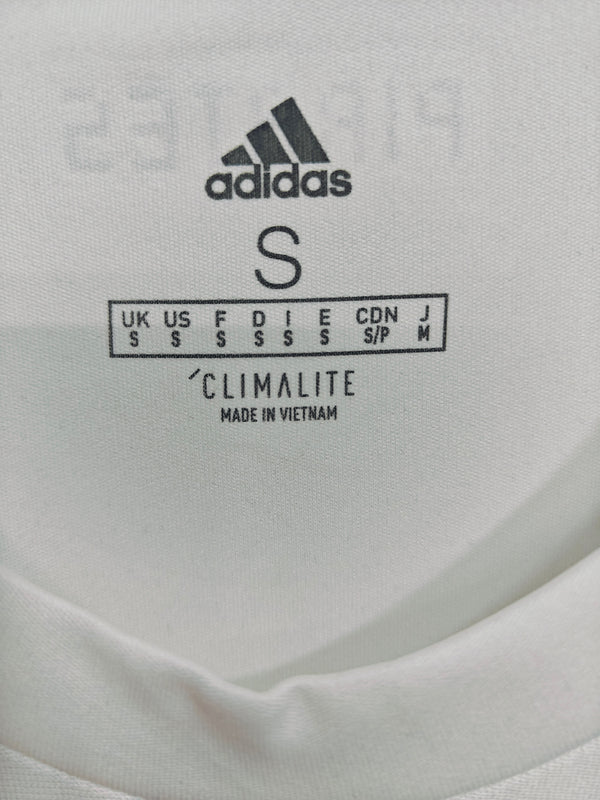 adidas
S
UK US F D I E CDN J
S S S S S S S/P M
´CLIMALITE
MADE IN VIETNAM